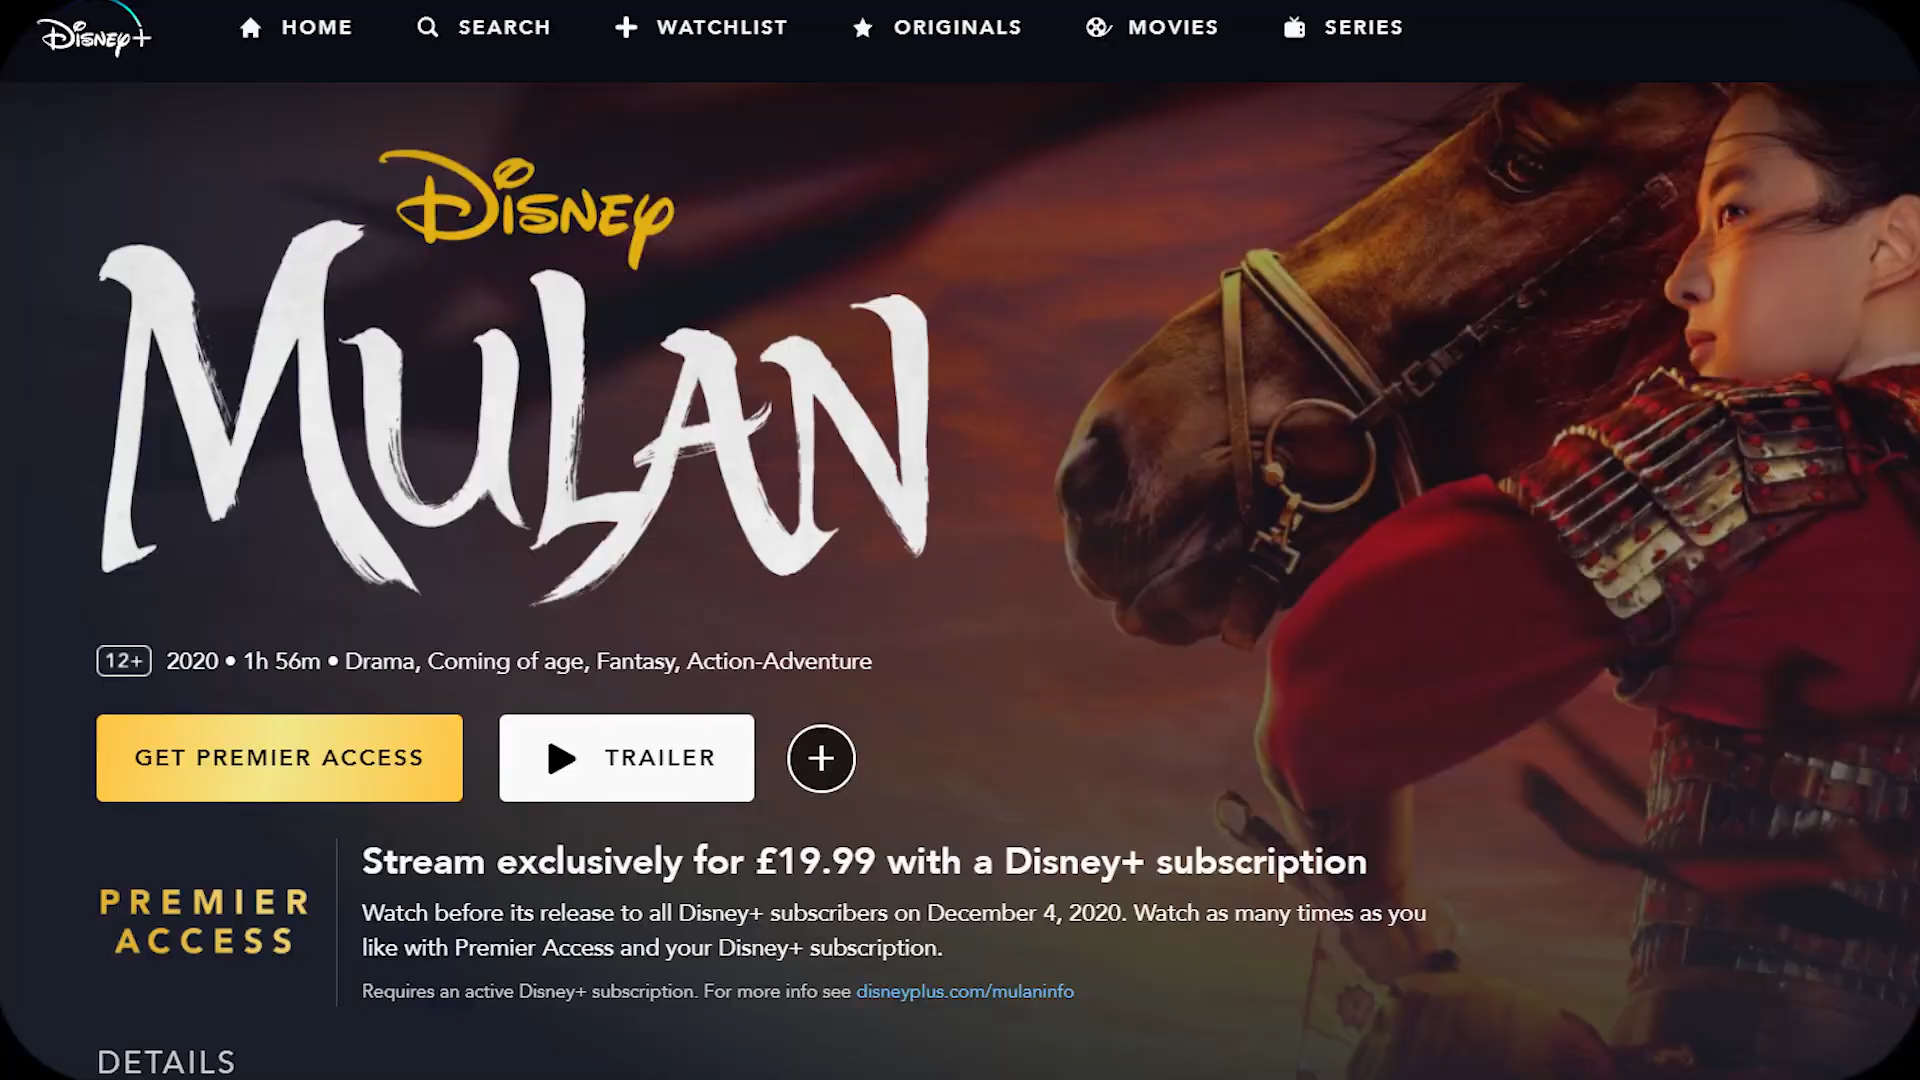 Disney+
HOME
SEARCH
WATCHLIST
ORIGINALS
MOVIES
SERIES
Disney
MULAN
12+ 2020 • 1h 56m • Drama, Coming of age, Fantasy, Action-Adventure
GET PREMIER ACCESS
TRAILER
PREMIER
ACCESS
Stream exclusively for £19.99 with a Disney+ subscription
Watch before its release to all Disney+ subscribers on December 4, 2020. Watch as many times as you
like with Premier Access and your Disney+ subscription.
Requires an active Disney+ subscription. For more info see disneyplus.com/mulaninfo
DETAILS